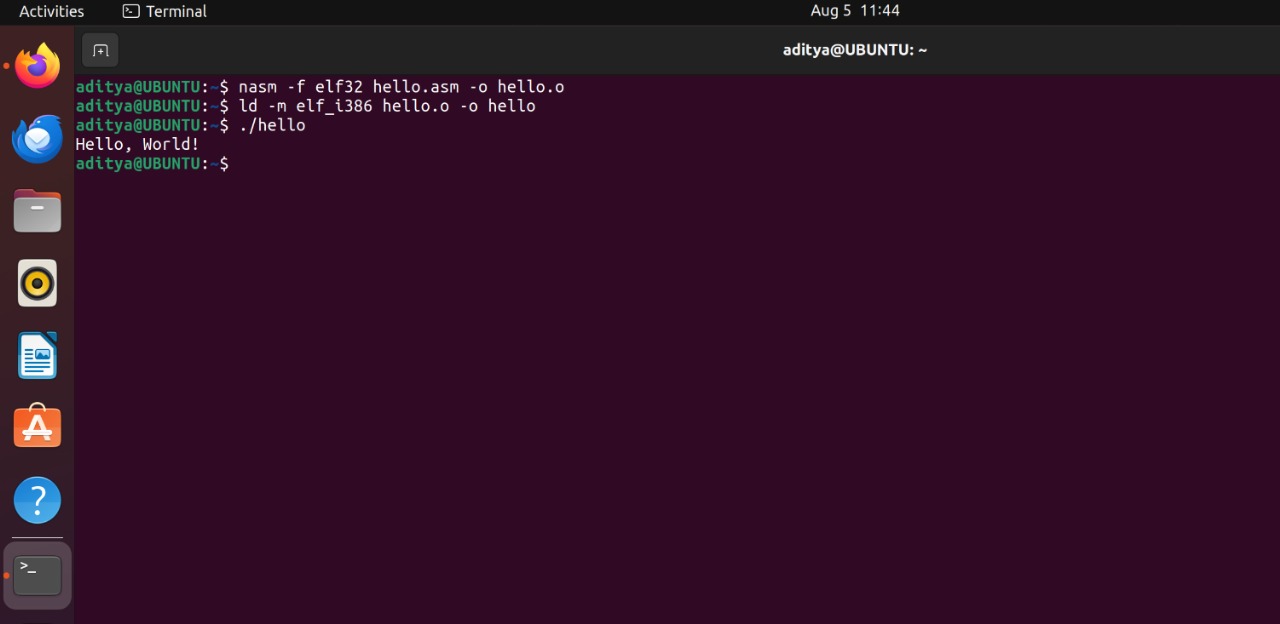 Activities
Terminal
Aug 5 11:44
aditya@UBUNTU: ~
aditya@UBUNTU:~$ nasm -f elf32 hello.asm -o hello.o
aditya@UBUNTU:~$ ld -m elf_i386 hello.o -o hello
aditya@UBUNTU:~$ ./hello
Hello, World!
aditya@UBUNTU:~$